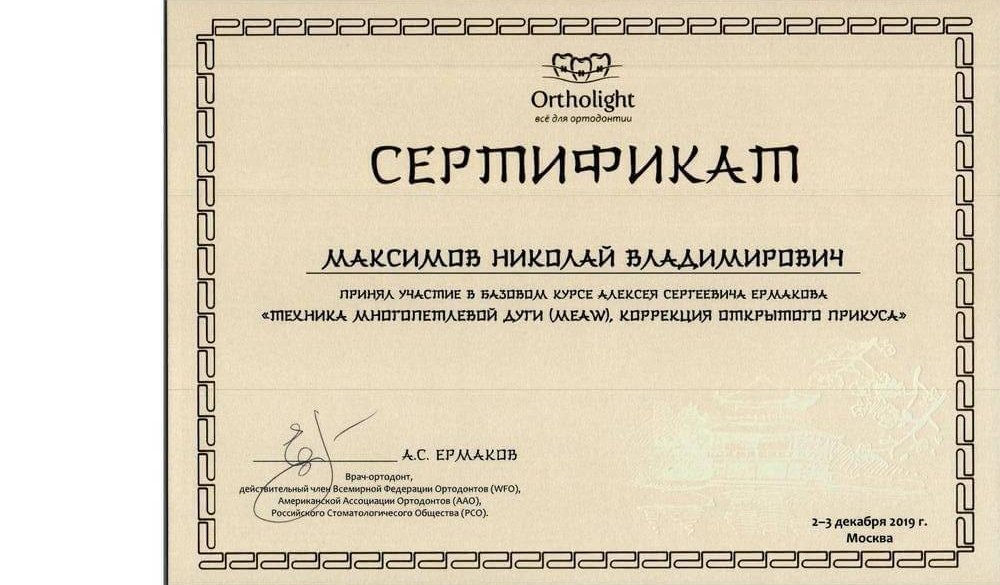 Ortholight
всё для ортодонтии
СЕРТИФИКАТ
МАКСИМОВ НИКОЛАЙ ВЛАДИМИРОВИЧ
ПРИНЯЛ УЧАСТИЕ В БАЗОВОМ КУРСЕ АЛЕКСЕЯ СЕРГЕЕВИЧА ЕРМАКОВА
«ТЕХНИКА МНОГОПЕТЛЕВОЙ ДУГИ (MEAW), КОРРЕКЦИЯ ОТКРЫТОГО ПРИКУСА»
А.С. ЕРМАКОВ
Врач-ортодонт,
действительный член Всемирной Федерации Ортодонтов (WFO),
Американской Ассоциации Ортодонтов (ААО),
Российского Стоматологичесого Общества (РСО).
2–3 декабря 2019 г.
Москва